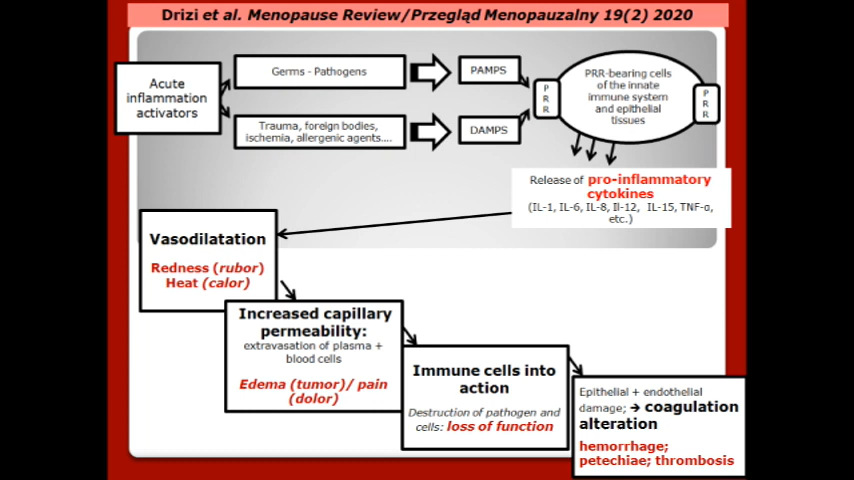 Drizi et al. Menopause Review/Przegląd Menopauzalny 19(2) 2020
Acute
inflammation
activators
Germs - Pathogens
PAMPS
Trauma, foreign bodies,
ischemia, allergenic agents....
DAMPS
P
R
R
PRR-bearing cells
of the innate
immune system
and epithelial
tissues
P
R
R
Release of pro-inflammatory
cytokines
(IL-1, IL-6, IL-8, Il-12, IL-15, TNF-α,
etc.)
Vasodilatation
Redness (rubor)
Heat (calor)
Increased capillary
permeability:
extravasation of plasma +
blood cells
Edema (tumor)/ pain
(dolor)
Immune cells into
action
Destruction of pathogen and
cells: loss of function
Epithelial + endothelial
damage; → coagulation
alteration
hemorrhage;
petechiae; thrombosis